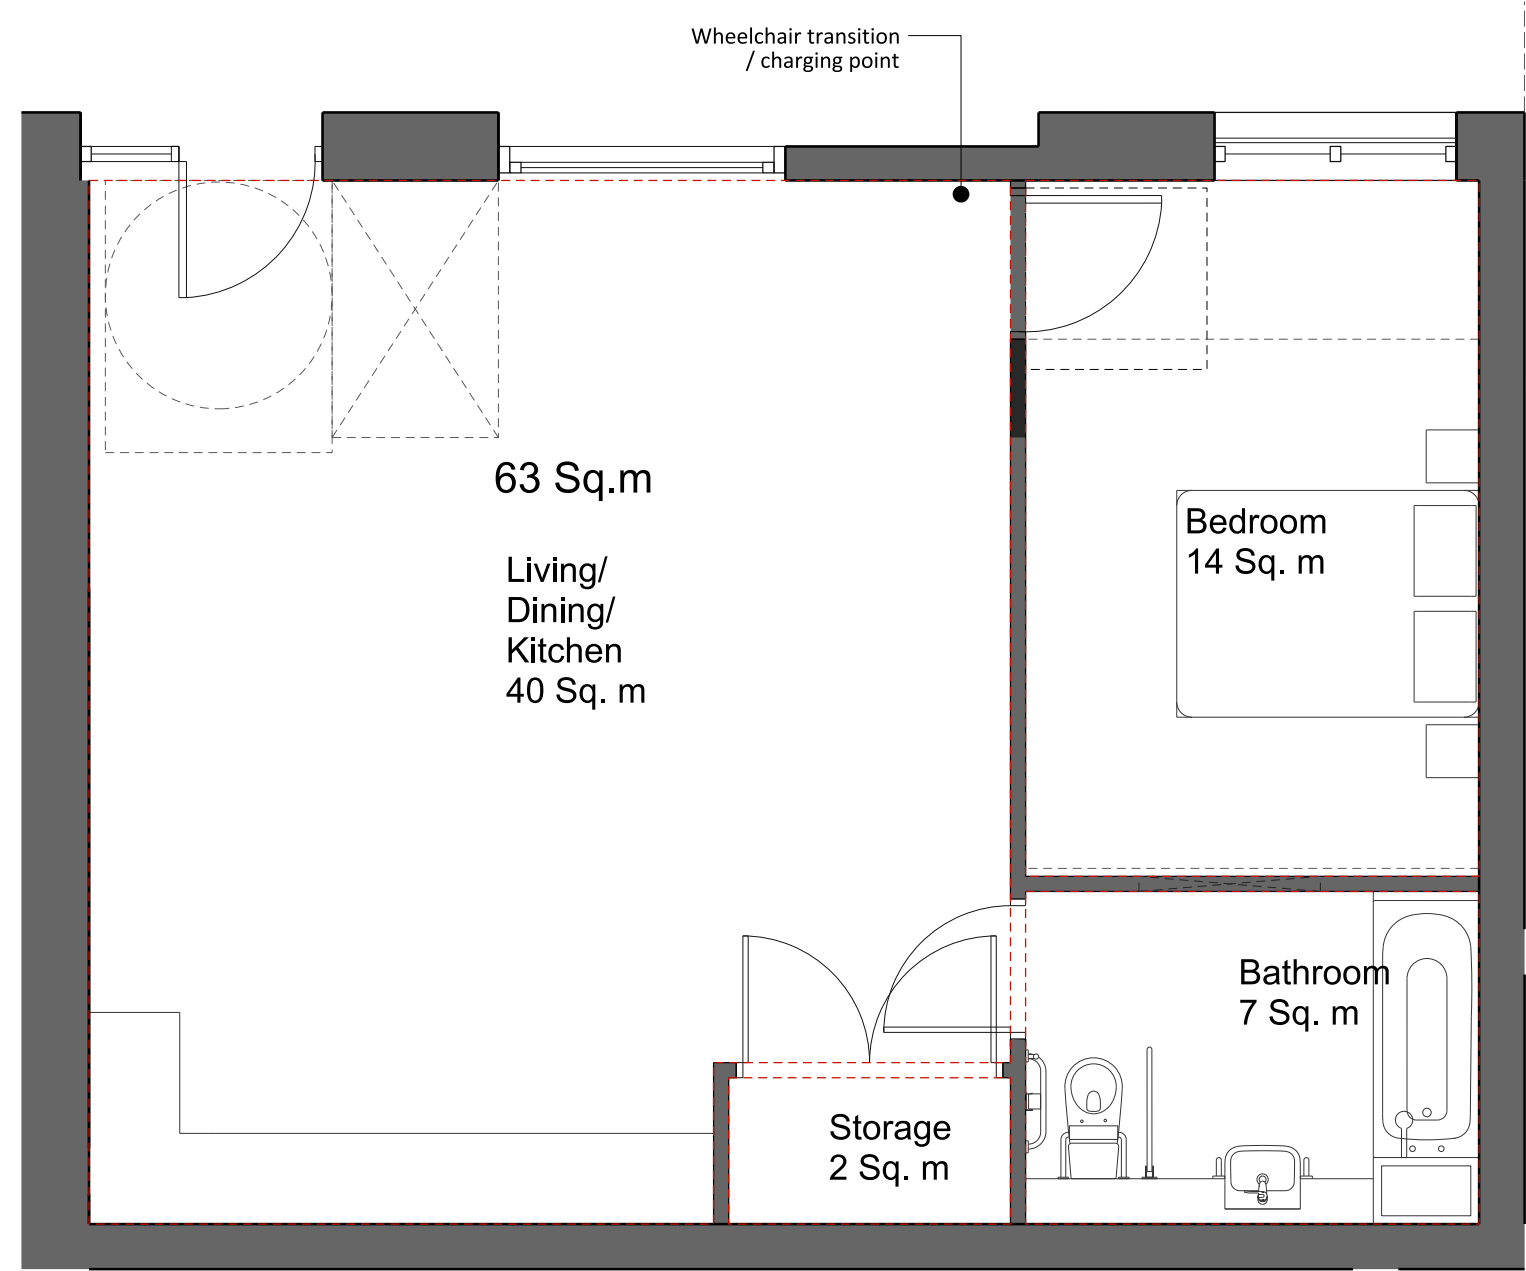 Wheelchair transition
/ charging point
63 Sq.m
Living/
Dining/
Kitchen
40 Sq. m
Bedroom
14 Sq. m
Bathroom
7 Sq. m
Storage
2 Sq. m